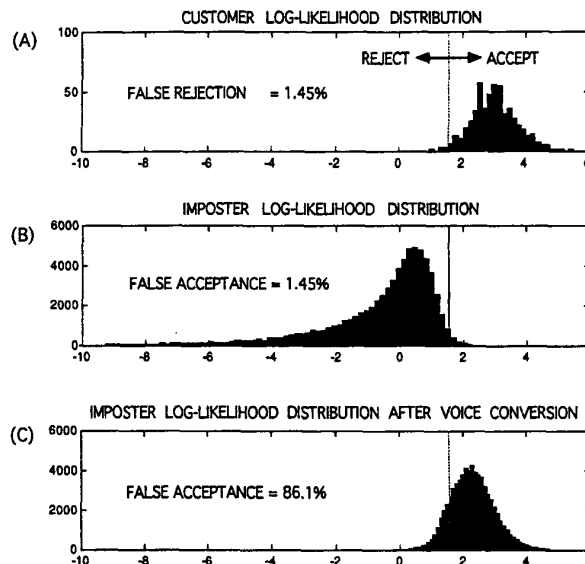 CUSTOMER LOG-LIKELIHOOD DISTRIBUTION
(A)
100
50
0
REJECT ACCEPT
FALSE REJECTION = 1.45%
-10 -8 -6 -4 -2 0 2 4 6
IMPOSTER LOG-LIKELIHOOD DISTRIBUTION
(B)
6000
4000
2000
0
FALSE ACCEPTANCE = 1.45%
-10 -8 -6 -4 -2 0 2 4 6
IMPOSTER LOG-LIKELIHOOD DISTRIBUTION AFTER VOICE CONVERSION
(C)
6000
4000
2000
0
FALSE ACCEPTANCE = 86.1%
-10 -8 -6 -4 -2 0 2 4 6